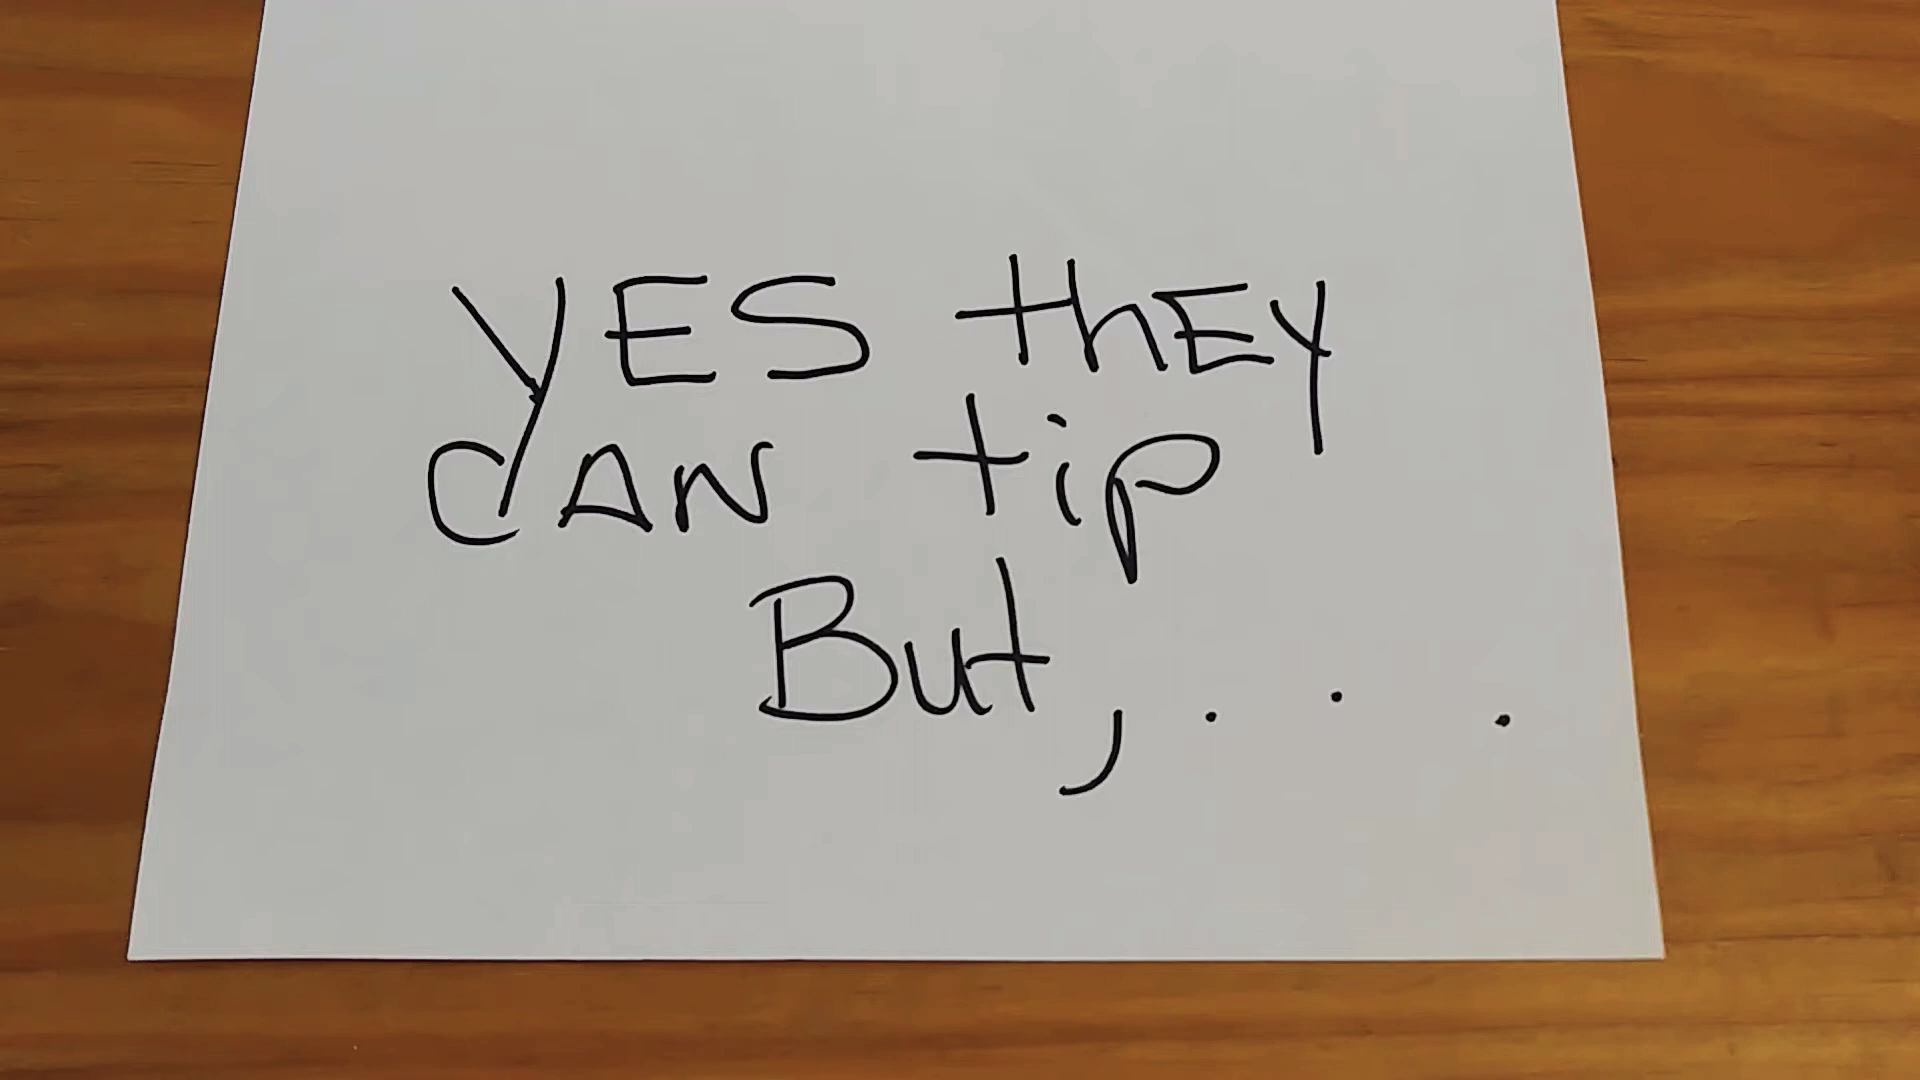 YES thEY
CAN tip
But, . . .